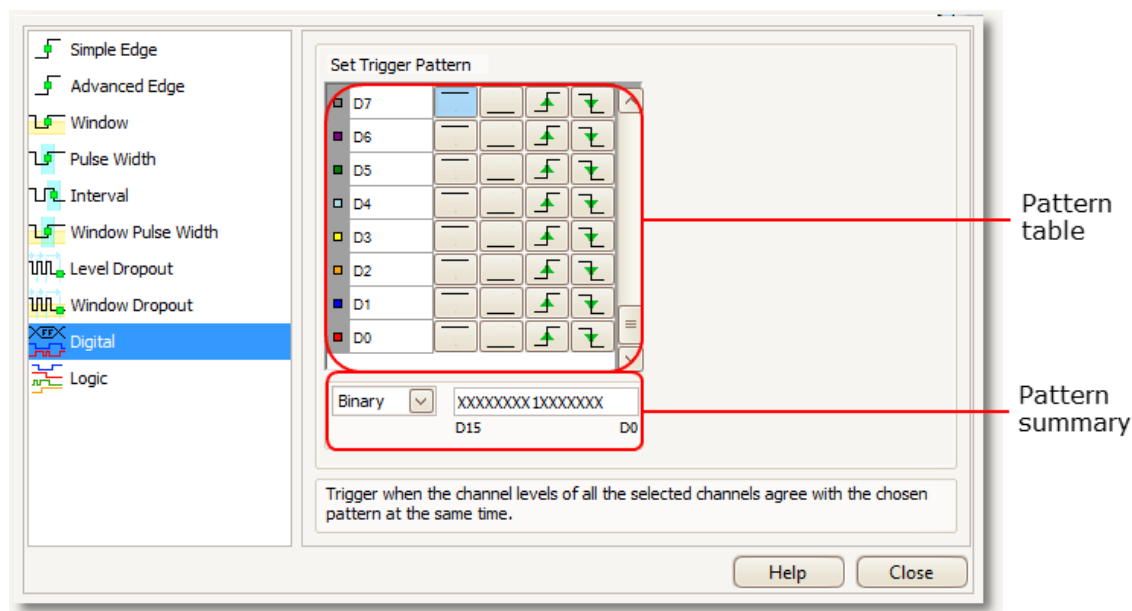 Simple Edge
Advanced Edge
Window
Pulse Width
Interval
Window Pulse Width
Level Dropout
Window Dropout
FF
Digital
Logic
Set Trigger Pattern
D7
D6
D5
D4
D3
D2
D1
D0
Binary
XXXXXXXX1XXXXXXX
D15 D0
Trigger when the channel levels of all the selected channels agree with the chosen
pattern at the same time.
Help
Close
Pattern
table
Pattern
summary